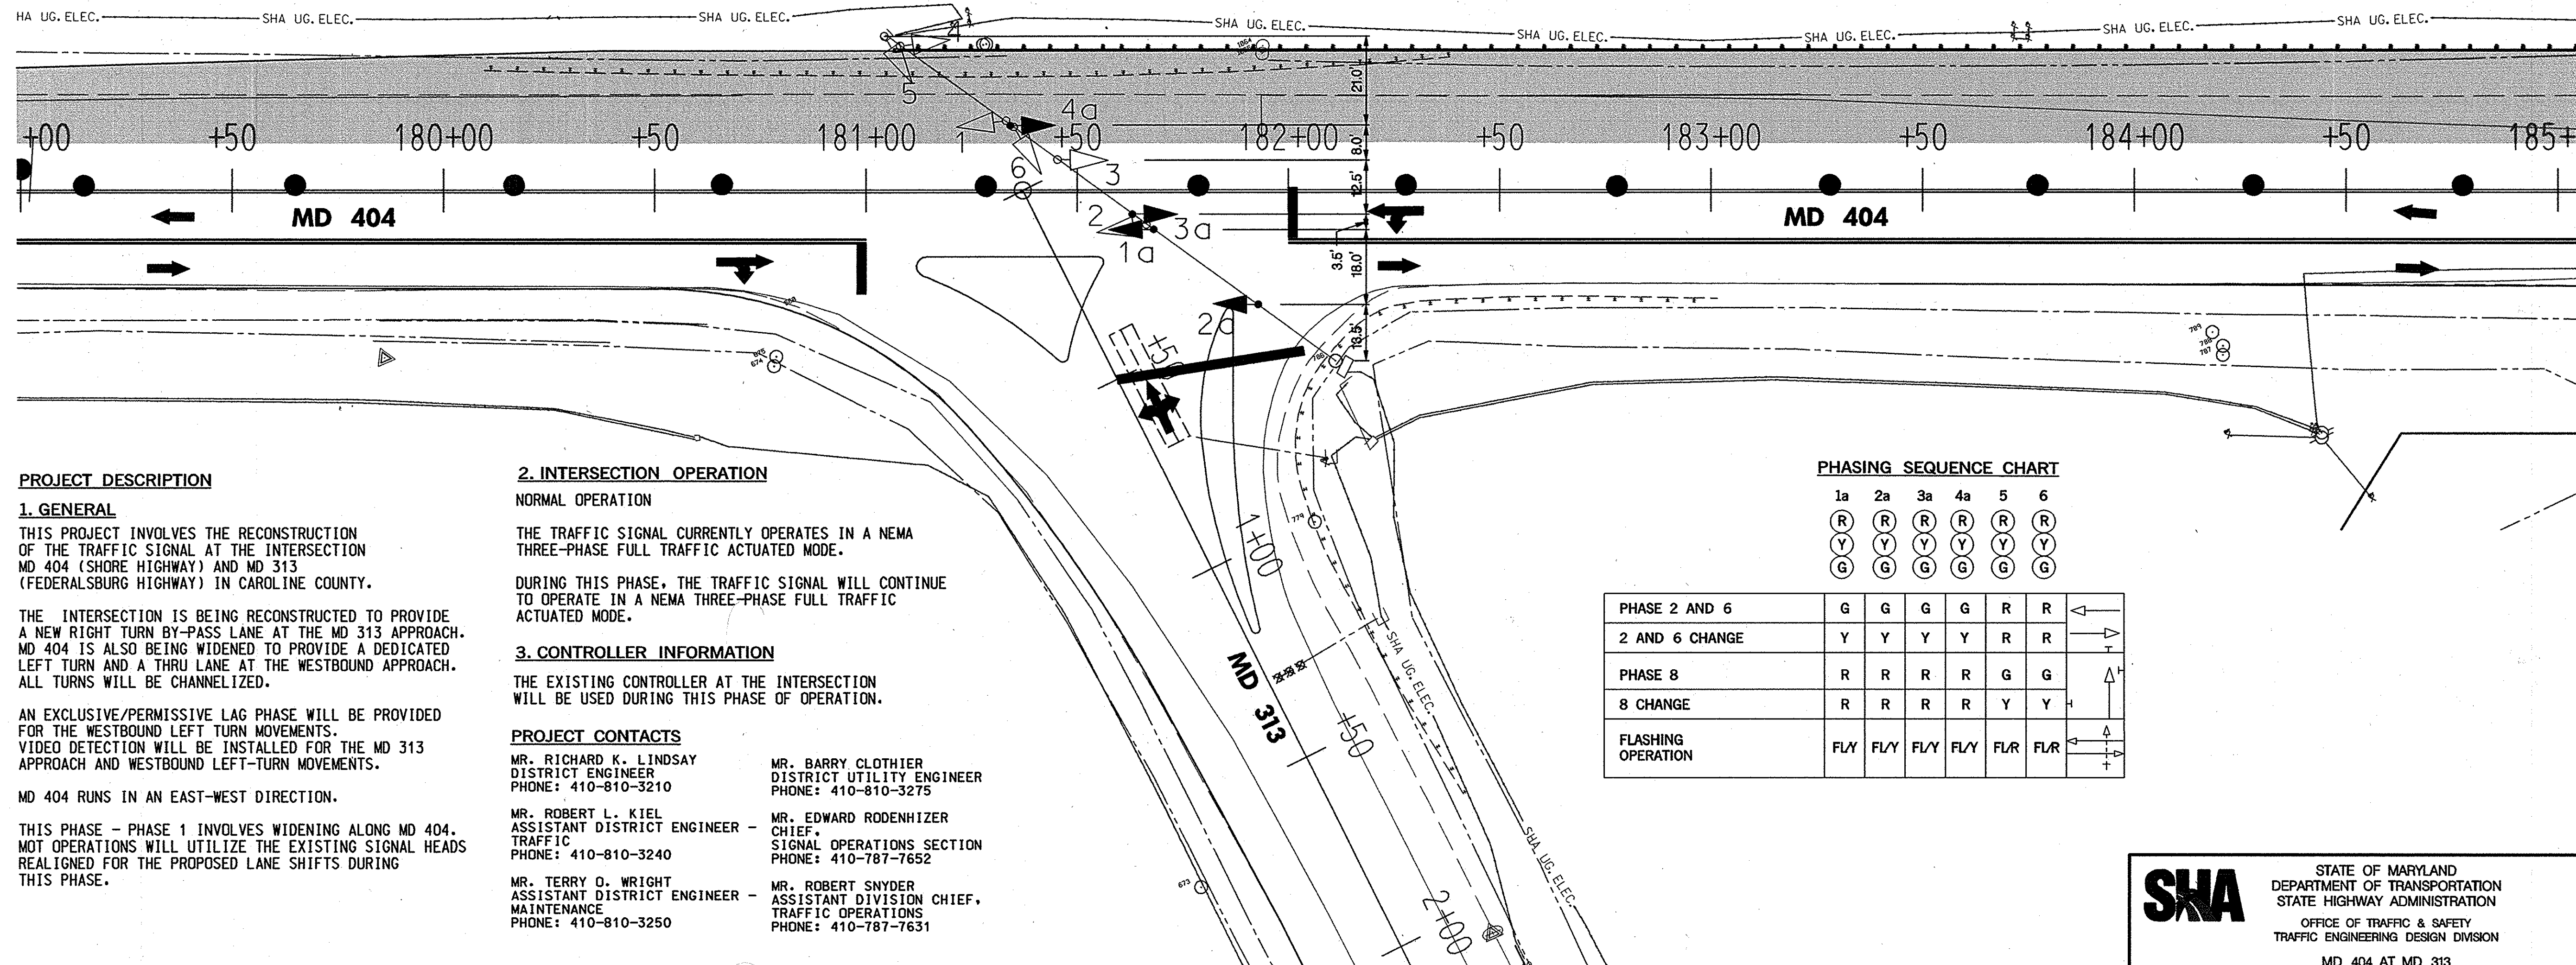 HA UG. ELEC.
SHA UG. ELEC.
SHA UG. ELEC.
SHA UG. ELEC.
SHA UG. ELEC.
SHA UG. ELEC.
SHA UG. ELEC.
SHA UG. ELEC.
4
5
4a
21.0'
+00
+50
180+00
+50
181+00
1
+50
182+00
+50
183+00
+50
184+00
+50
185+
8.0'
6
3
12.5'
MD 404
2
3a
1a
MD 404
3.5'
18.0'
2a
13.5'
+50
786
789
788
787
675
674
680
779
1+00
SHA UG. ELEC.
MD 313
+50
SHA UG. ELEC.
673
2+00
PROJECT DESCRIPTION
1. GENERAL
THIS PROJECT INVOLVES THE RECONSTRUCTION
OF THE TRAFFIC SIGNAL AT THE INTERSECTION
MD 404 (SHORE HIGHWAY) AND MD 313
(FEDERALSBURG HIGHWAY) IN CAROLINE COUNTY.
THE INTERSECTION IS BEING RECONSTRUCTED TO PROVIDE
A NEW RIGHT TURN BY-PASS LANE AT THE MD 313 APPROACH.
MD 404 IS ALSO BEING WIDENED TO PROVIDE A DEDICATED
LEFT TURN AND A THRU LANE AT THE WESTBOUND APPROACH.
ALL TURNS WILL BE CHANNELIZED.
AN EXCLUSIVE/PERMISSIVE LAG PHASE WILL BE PROVIDED
FOR THE WESTBOUND LEFT TURN MOVEMENTS.
VIDEO DETECTION WILL BE INSTALLED FOR THE MD 313
APPROACH AND WESTBOUND LEFT-TURN MOVEMENTS.
MD 404 RUNS IN AN EAST-WEST DIRECTION.
THIS PHASE - PHASE 1 INVOLVES WIDENING ALONG MD 404.
MOT OPERATIONS WILL UTILIZE THE EXISTING SIGNAL HEADS
REALIGNED FOR THE PROPOSED LANE SHIFTS DURING
THIS PHASE.
2. INTERSECTION OPERATION
NORMAL OPERATION
THE TRAFFIC SIGNAL CURRENTLY OPERATES IN A NEMA
THREE-PHASE FULL TRAFFIC ACTUATED MODE.
DURING THIS PHASE, THE TRAFFIC SIGNAL WILL CONTINUE
TO OPERATE IN A NEMA THREE-PHASE FULL TRAFFIC
ACTUATED MODE.
3. CONTROLLER INFORMATION
THE EXISTING CONTROLLER AT THE INTERSECTION
WILL BE USED DURING THIS PHASE OF OPERATION.
PROJECT CONTACTS
MR. RICHARD K. LINDSAY
DISTRICT ENGINEER
PHONE: 410-810-3210
MR. ROBERT L. KIEL
ASSISTANT DISTRICT ENGINEER -
TRAFFIC
PHONE: 410-810-3240
MR. TERRY O. WRIGHT
ASSISTANT DISTRICT ENGINEER -
MAINTENANCE
PHONE: 410-810-3250
MR. BARRY CLOTHIER
DISTRICT UTILITY ENGINEER
PHONE: 410-810-3275
MR. EDWARD RODENHIZER
CHIEF,
SIGNAL OPERATIONS SECTION
PHONE: 410-787-7652
MR. ROBERT SNYDER
ASSISTANT DIVISION CHIEF,
TRAFFIC OPERATIONS
PHONE: 410-787-7631
PHASING SEQUENCE CHART
1a 2a 3a 4a 5 6
R R R R R R
Y Y Y Y Y Y
G G G G G G
PHASE 2 AND 6 G G G G R R
2 AND 6 CHANGE Y Y Y Y R R
PHASE 8 R R R R G G
8 CHANGE R R R R Y Y
FLASHING
OPERATION FL/Y FL/Y FL/Y FL/Y FL/R FL/R
SHA
STATE OF MARYLAND
DEPARTMENT OF TRANSPORTATION
STATE HIGHWAY ADMINISTRATION
OFFICE OF TRAFFIC & SAFETY
TRAFFIC ENGINEERING DESIGN DIVISION
MD 404 AT MD 313